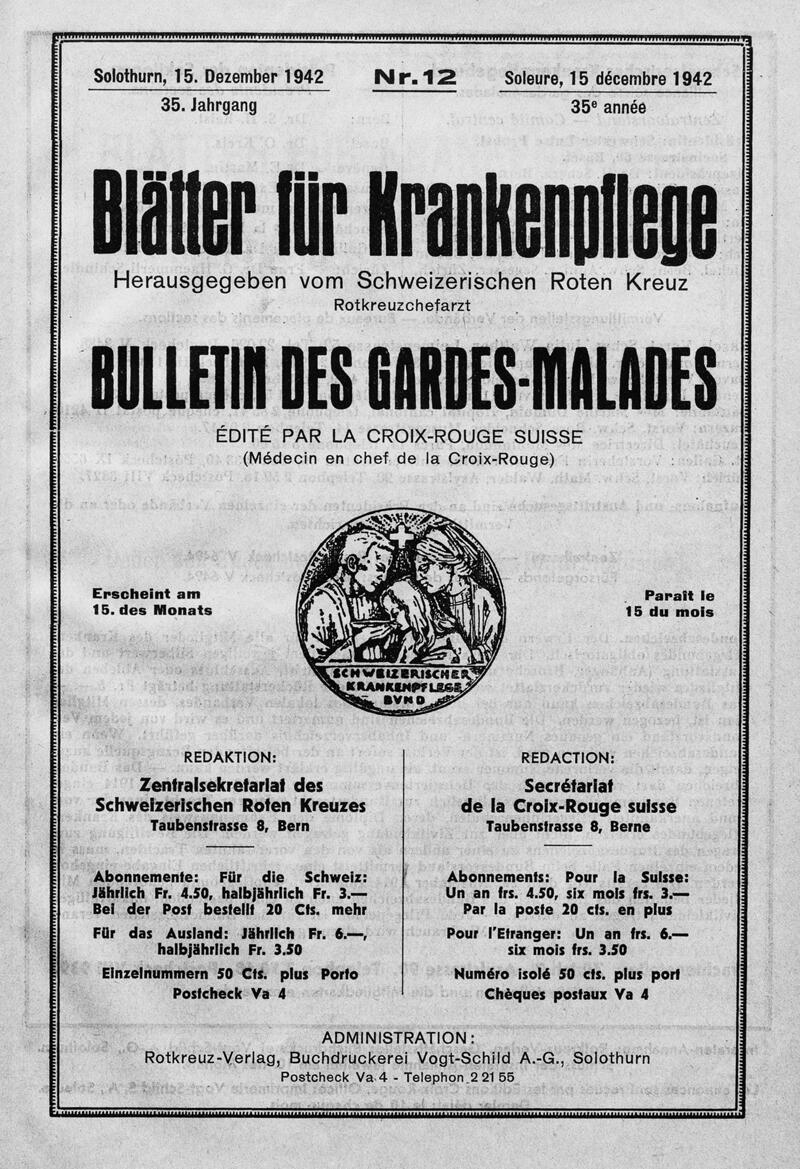 Solothurn, 15. Dezember 1942
35. Jahrgang
Nr. 12
Soleure, 15 décembre 1942
35e année
Blätter für Krankenpflege
Herausgegeben vom Schweizerischen Roten Kreuz
Rotkreuzchefarzt
BULLETIN DES GARDES-MALADES
ÉDITÉ PAR LA CROIX-ROUGE SUISSE
(Médecin en chef de la Croix-Rouge)
Erscheint am
15. des Monats
Paraît le
15 du mois
SCHWEIZERISCHER
KRANKENPFLEGE
BVND
REDAKTION:
Zentralsekretariat des
Schweizerischen Roten Kreuzes
Taubenstrasse 8, Bern
Abonnemente: Für die Schweiz:
Jährlich Fr. 4.50, halbjährlich Fr. 3.—
Bei der Post bestellt 20 Cts. mehr
Für das Ausland: Jährlich Fr. 6.—,
halbjährlich Fr. 3.50
Einzelnummern 50 Cts. plus Porto
Postcheck Va 4
REDACTION:
Secrétariat
de la Croix-Rouge suisse
Taubenstrasse 8, Berne
Abonnements: Pour la Suisse:
Un an frs. 4.50, six mois frs. 3.—
Par la poste 20 cts. en plus
Pour l'Etranger: Un an frs. 6.—
six mois frs. 3.50
Numéro isolé 50 cts. plus port
Chèques postaux Va 4
ADMINISTRATION:
Rotkreuz-Verlag, Buchdruckerei Vogt-Schild A.-G., Solothurn
Postcheck Va 4 - Telephon 2 21 55